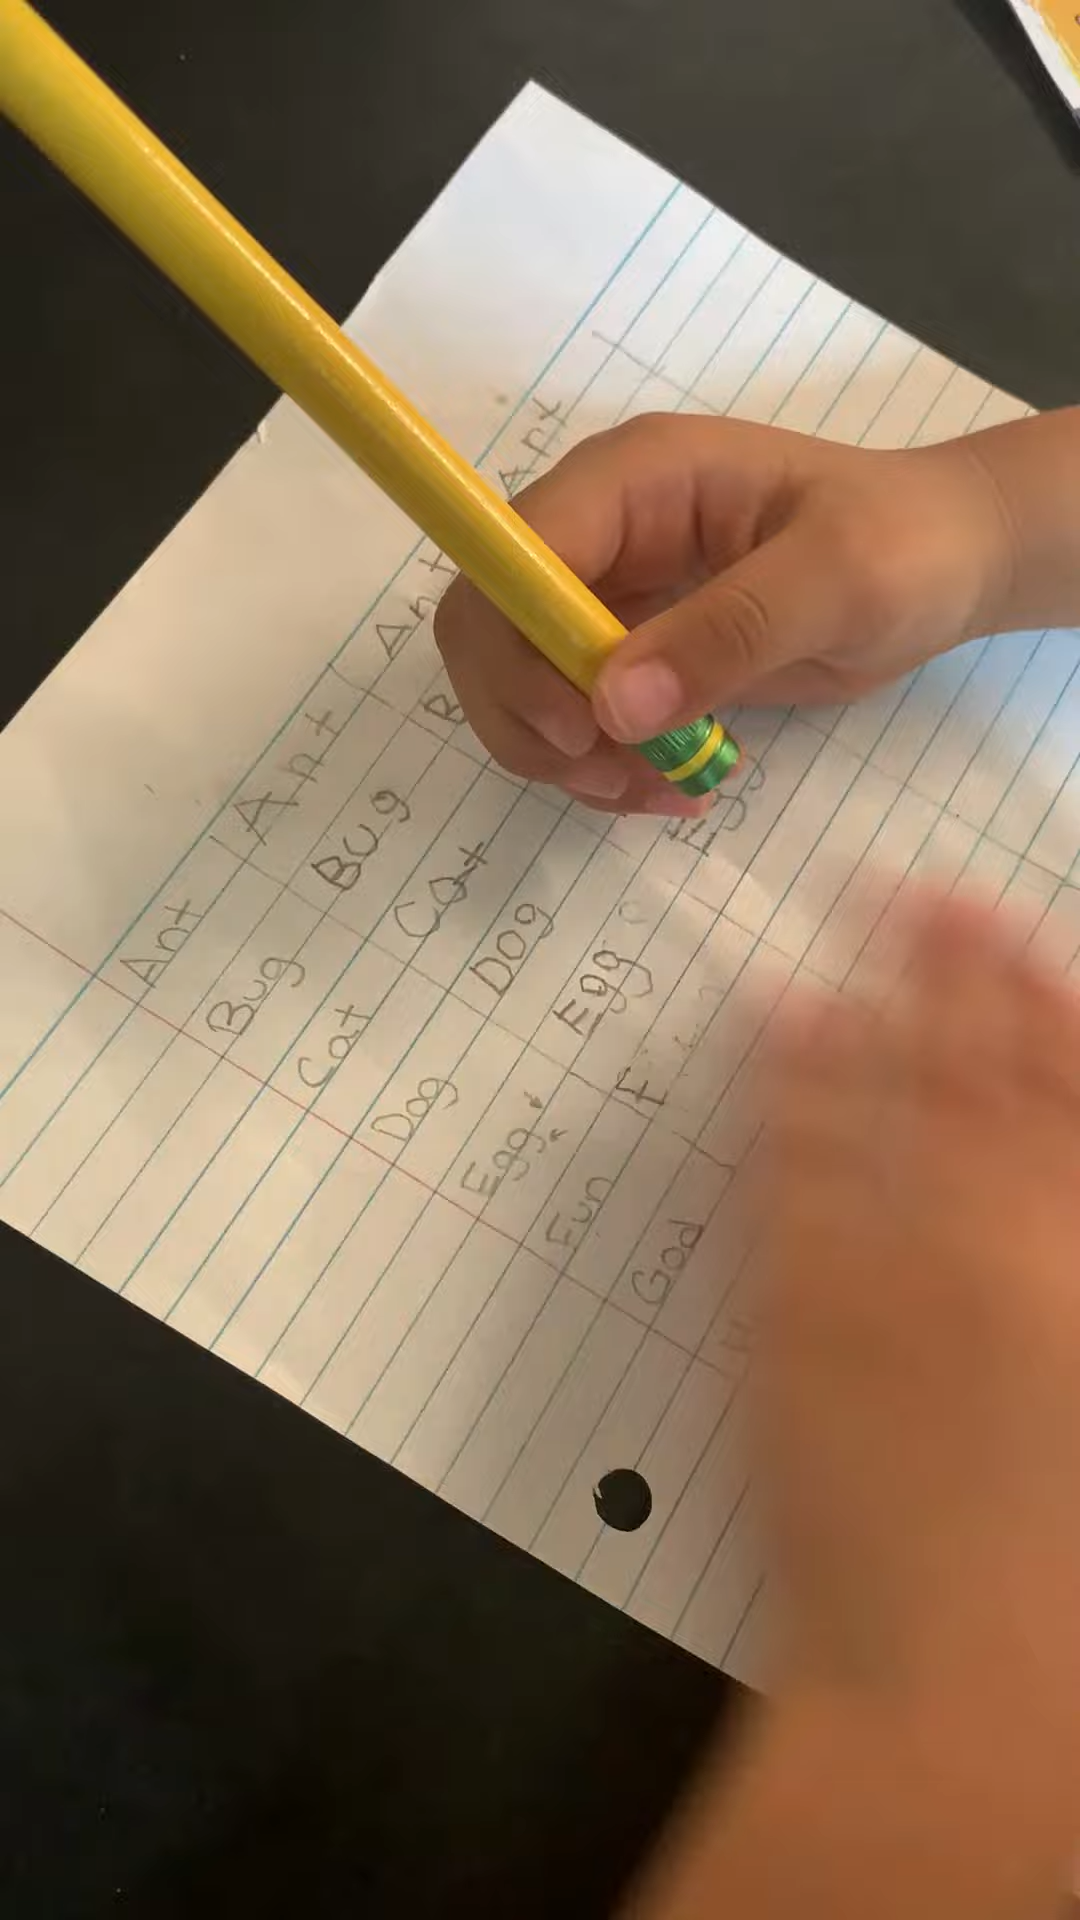 Ant Ant Ant Ant
Bug Bug B
Cat Cat
Dog Dog
Egg Egg Egg
Fun F
God